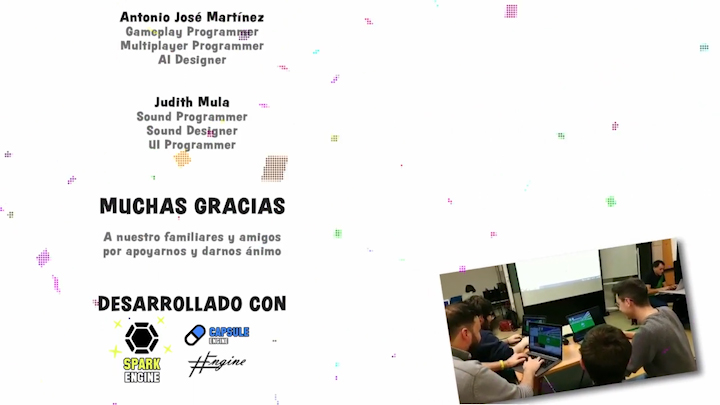 Antonio José Martínez
Gameplay Programmer
Multiplayer Programmer
AI Designer
Judith Mula
Sound Programmer
Sound Designer
UI Programmer
MUCHAS GRACIAS
A nuestro familiares y amigos
por apoyarnos y darnos ánimo
DESARROLLADO CON
SPARK
ENGINE
CAPSULE
ENGINE
#Engine